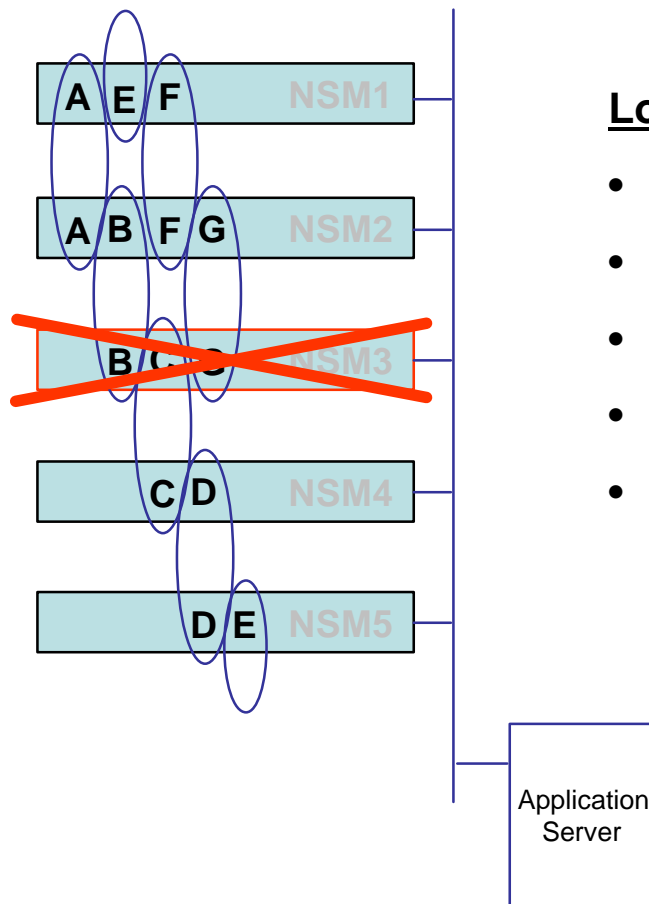 A E F NSM1
Lo
•
A B F G NSM2
•
•
B C G NSM3
•
C D NSM4
•
D E NSM5
Application
Server